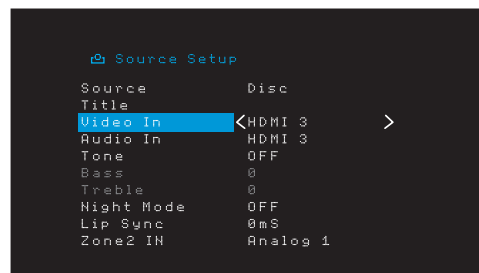 Source Setup
Source Disc
Title
Video In <HDMI 3 >
Audio In HDMI 3
Tone OFF
Bass 0
Treble 0
Night Mode OFF
Lip Sync 0mS
Zone2 IN Analog 1